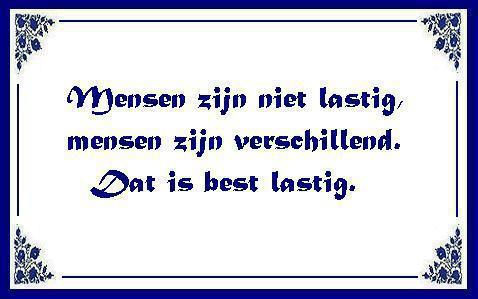 Mensen zijn niet lastig,
mensen zijn verschillend.
Dat is best lastig.